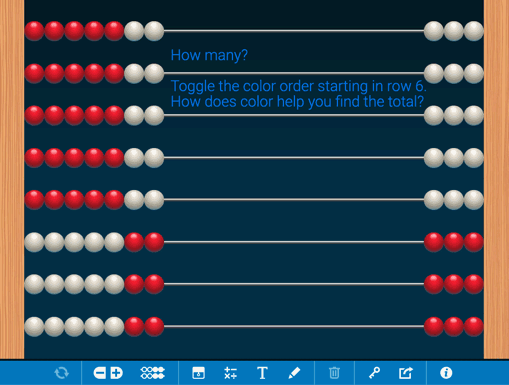 How many?
Toggle the color order starting in row 6.
How does color help you find the total?